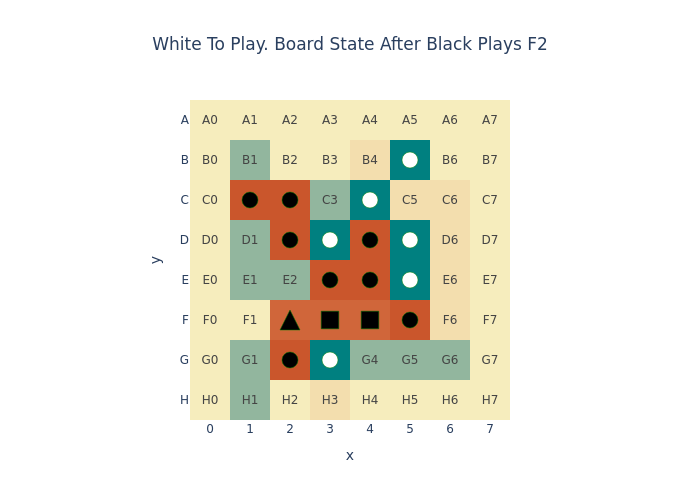 White To Play. Board State After Black Plays F2
A A0 A1 A2 A3 A4 A5 A6 A7
B B0 B1 B2 B3 B4 B6 B7
C C0 C3 C5 C6 C7
D D0 D1 D6 D7
y
E E0 E1 E2 E6 E7
F F0 F1 F6 F7
G G0 G1 G4 G5 G6 G7
H H0 H1 H2 H3 H4 H5 H6 H7
0 1 2 3 4 5 6 7
x